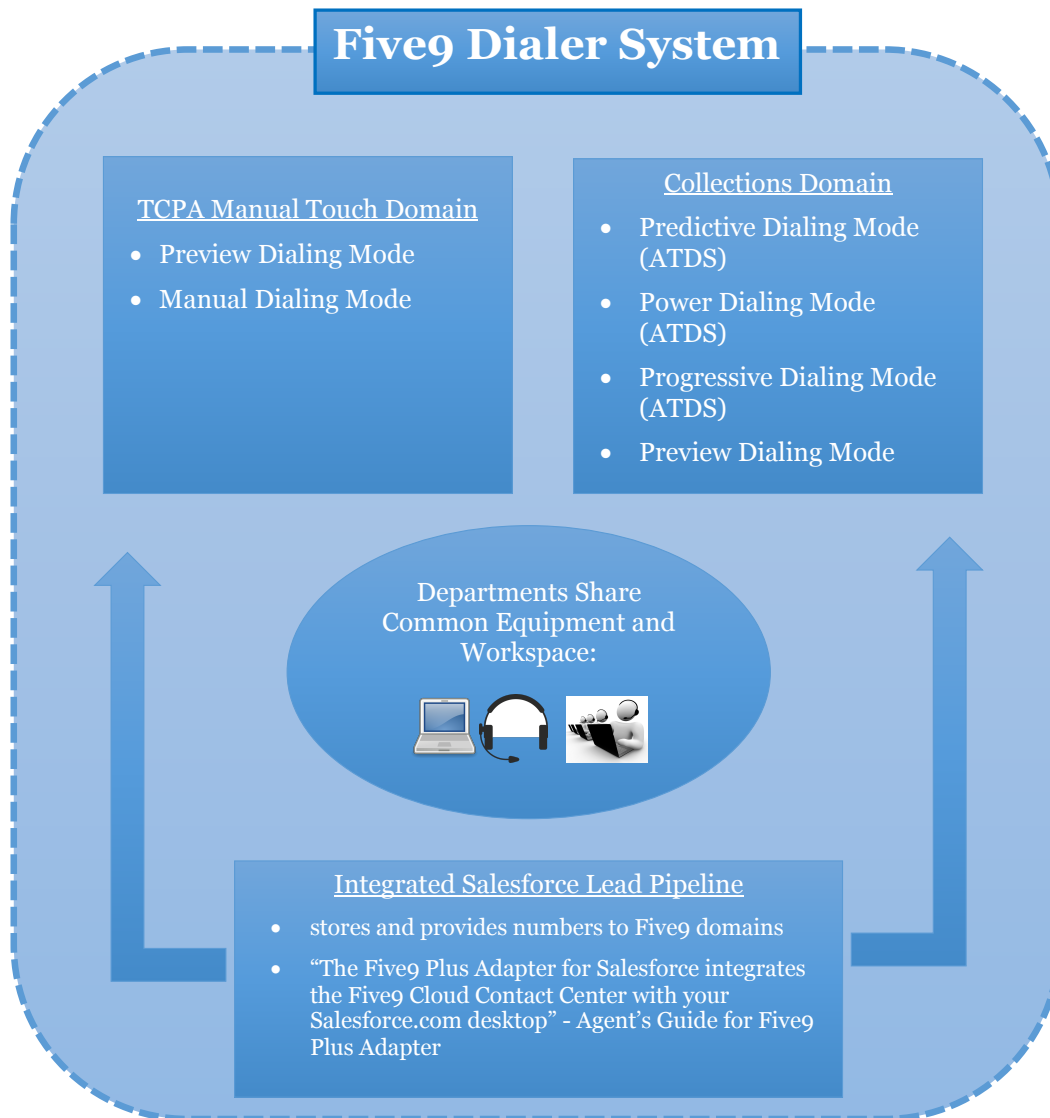 Five9 Dialer System
TCPA Manual Touch Domain
• Preview Dialing Mode
• Manual Dialing Mode
Collections Domain
• Predictive Dialing Mode
(ATDS)
• Power Dialing Mode
(ATDS)
• Progressive Dialing Mode
(ATDS)
• Preview Dialing Mode
Departments Share
Common Equipment and
Workspace:
Integrated Salesforce Lead Pipeline
• stores and provides numbers to Five9 domains
• “The Five9 Plus Adapter for Salesforce integrates
the Five9 Cloud Contact Center with your
Salesforce.com desktop” - Agent’s Guide for Five9
Plus Adapter